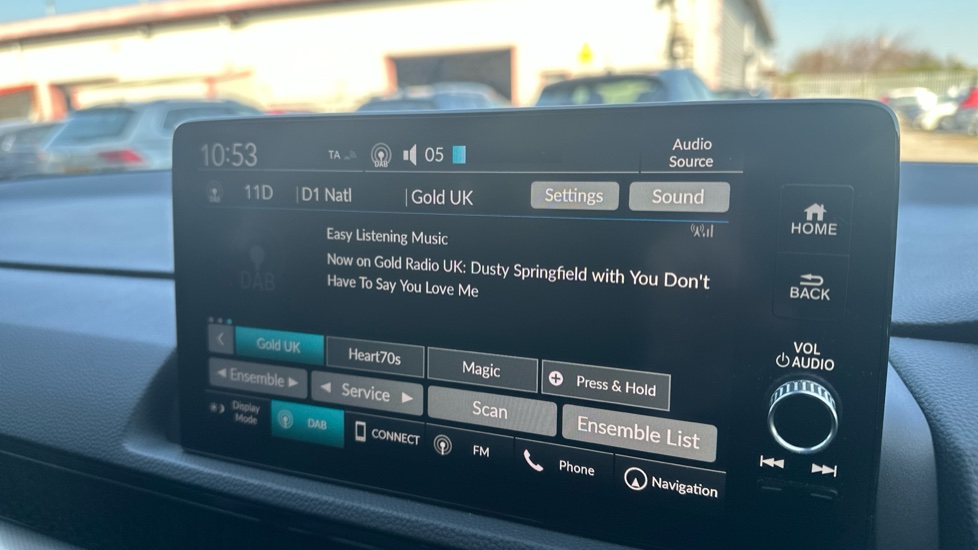 10:53 TA DAB 05 Audio Source
11D D1 Natl Gold UK Settings Sound
Easy Listening Music
Now on Gold Radio UK: Dusty Springfield with You Don't
Have To Say You Love Me
DAB
HOME
BACK
VOL
AUDIO
Gold UK Heart70s Magic Press & Hold
Ensemble Service Scan Ensemble List
Display Mode DAB CONNECT FM Phone Navigation